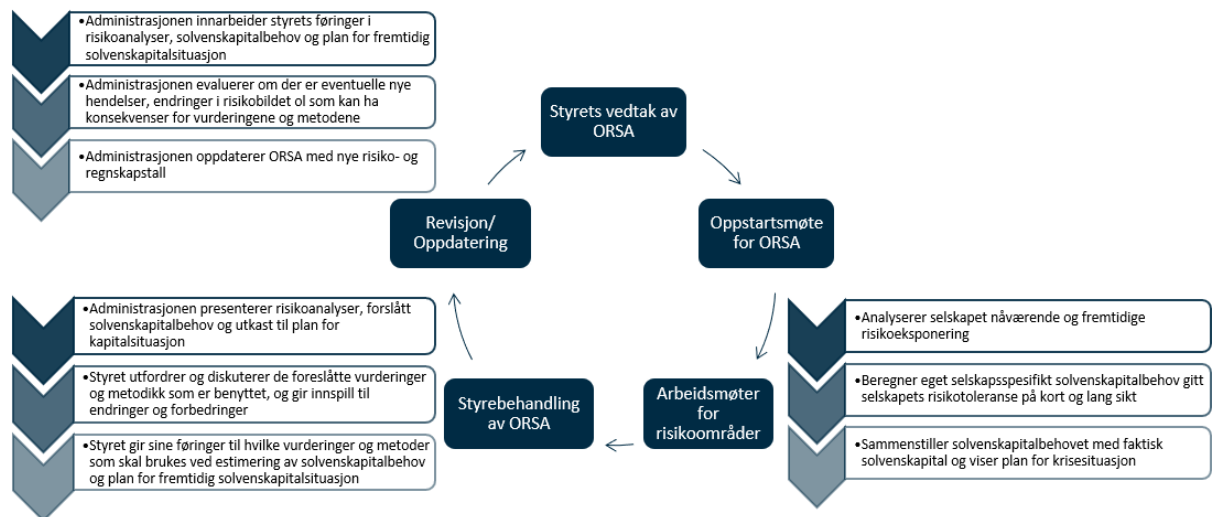 •Administrasjonen innarbeider styrets føringer i
risikoanalyser, solvenskapitalbehov og plan for fremtidig
solvenskapitalsituasjon
•Administrasjonen evaluerer om der er eventuelle nye
hendelser, endringer i risikobildet ol som kan ha
konsekvenser for vurderingene og metodene
•Administrasjonen oppdaterer ORSA med nye risiko- og
regnskapstall
Styrets vedtak av
ORSA
Revisjon/
Oppdatering
Oppstartsmøte
for ORSA
•Administrasjonen presenterer risikoanalyser, forslått
solvenskapitalbehov og utkast til plan for
kapitalsituasjon
•Styret utfordrer og diskuterer de foreslåtte vurderinger
og metodikk som er benyttet, og gir innspill til
endringer og forbedringer
•Styret gir sine føringer til hvilke vurderinger og metoder
som skal brukes ved estimering av solvenskapitalbehov
og plan for fremtidig solvenskapitalsituasjon
Styrebehandling
av ORSA
Arbeidsmøter
for
risikoområder
•Analyserer selskapet nåværende og fremtidige
risikoeksponering
•Beregner eget selskapsspesifikt solvenskapitalbehov gitt
selskapets risikotoleranse på kort og lang sikt
•Sammenstiller solvenskapitalbehovet med faktisk
solvenskapital og viser plan for krisesituasjon